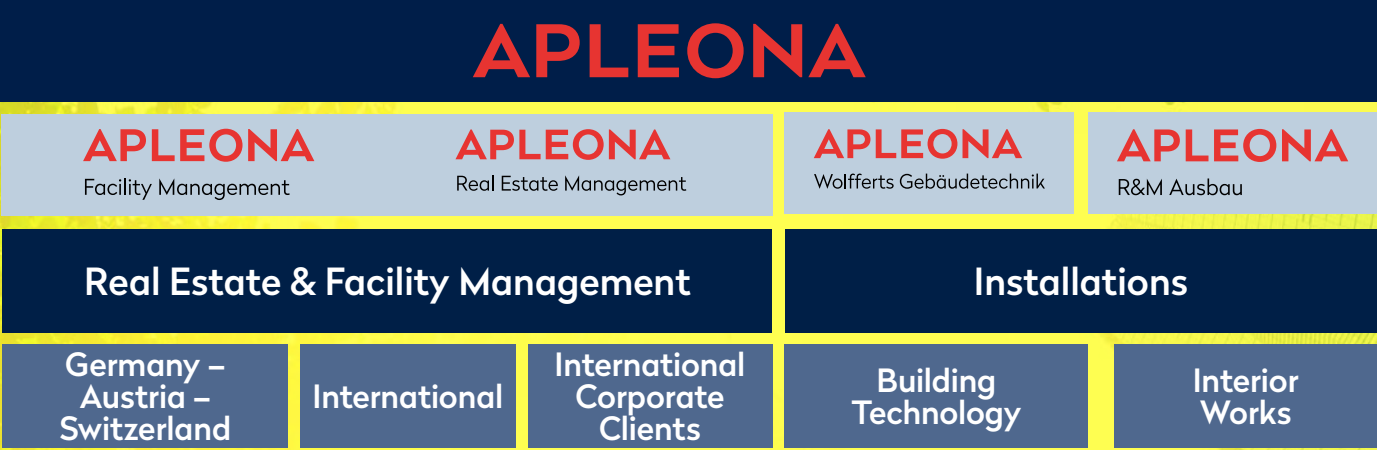 APLEONA
APLEONA
Facility Management
APLEONA
Real Estate Management
APLEONA
Wolfferts Gebäudetechnik
APLEONA
R&M Ausbau
Real Estate & Facility Management
Installations
Germany –
Austria –
Switzerland
International
International
Corporate
Clients
Building
Technology
Interior
Works